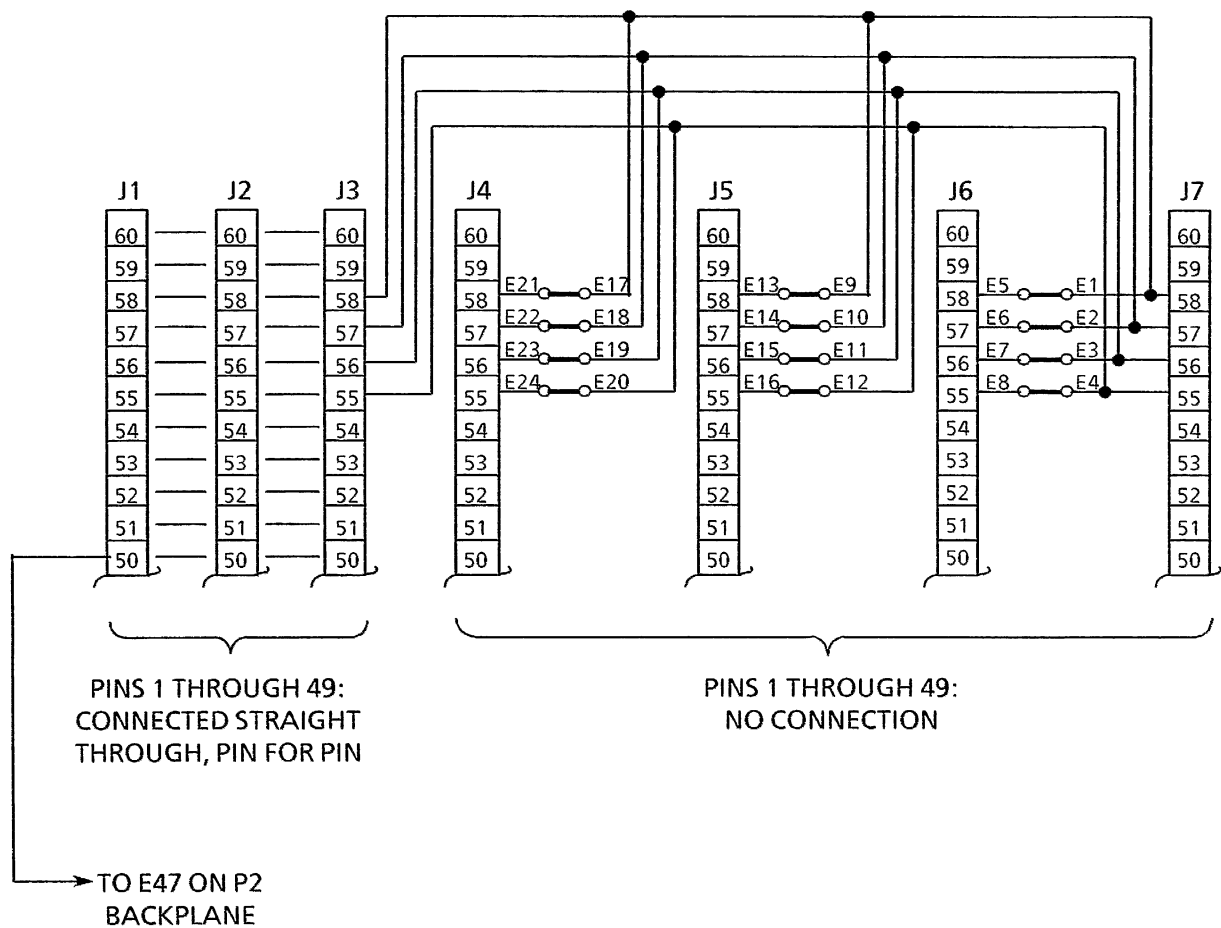 J1 J2 J3 J4 J5 J6 J7
60 60 60 60 60 60 60
59 59 59 59 59 59 59
58 58 58 58 E21 E17 58 E13 E9 58 E5 E1 58
57 57 57 57 E22 E18 57 E14 E10 57 E6 E2 57
56 56 56 56 E23 E19 56 E15 E11 56 E7 E3 56
55 55 55 55 E24 E20 55 E16 E12 55 E8 E4 55
54 54 54 54 54 54 54
53 53 53 53 53 53 53
52 52 52 52 52 52 52
51 51 51 51 51 51 51
50 50 50 50 50 50 50
PINS 1 THROUGH 49:
CONNECTED STRAIGHT
THROUGH, PIN FOR PIN
PINS 1 THROUGH 49:
NO CONNECTION
TO E47 ON P2
BACKPLANE